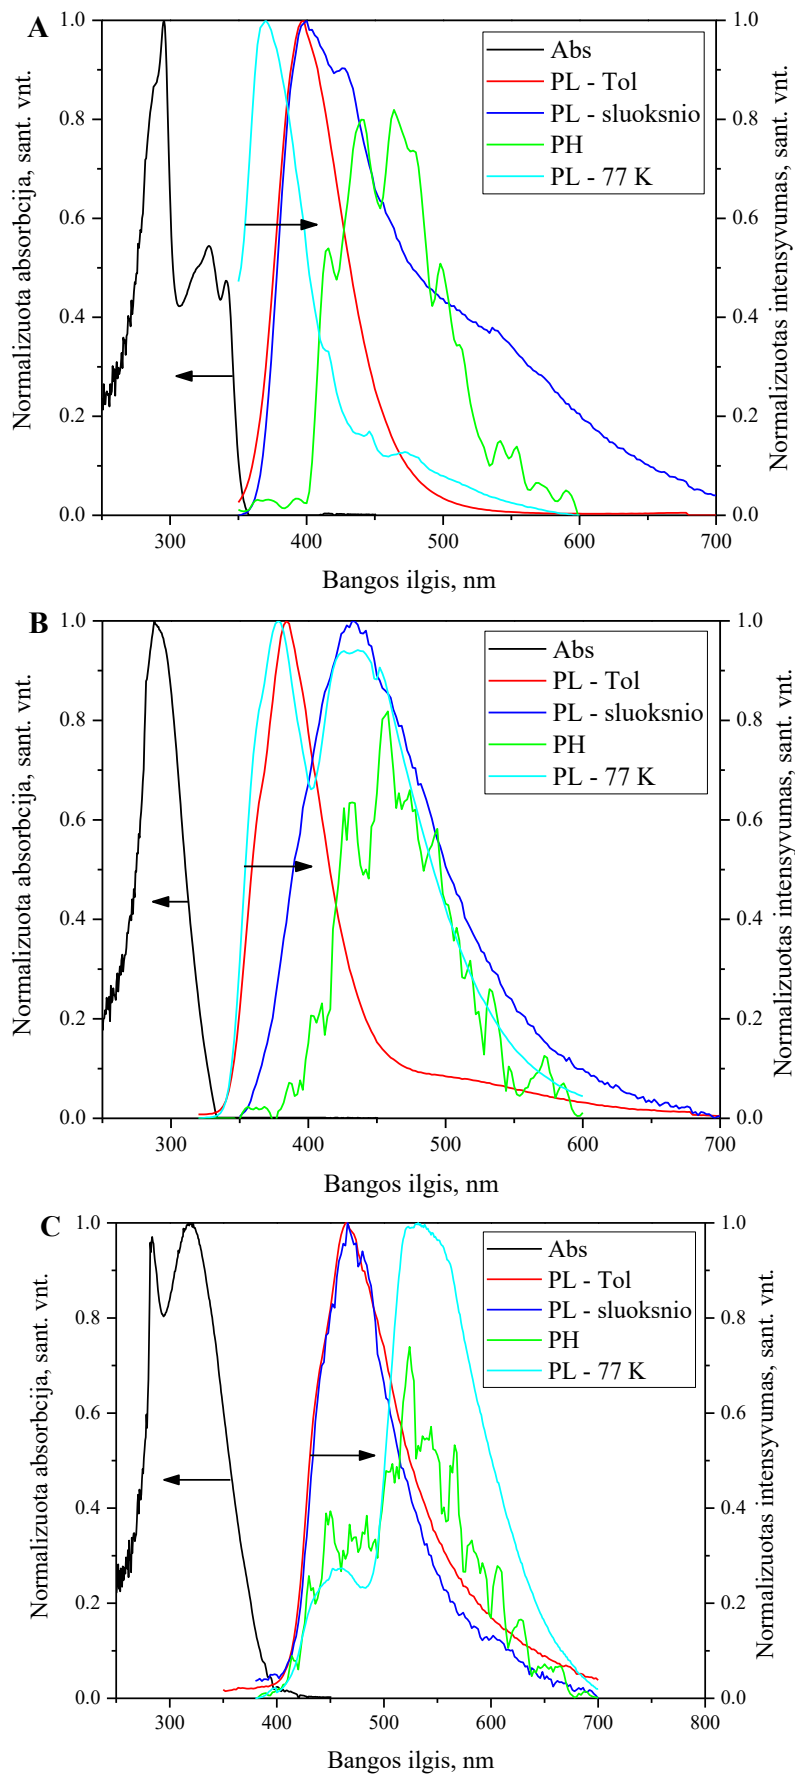 A
1.0
1.0
Abs
PL - Tol
PL - sluoksnio
PH
PL - 77 K
0.8
0.8
0.6
0.6
0.4
0.4
0.2
0.2
0.0
0.0
300
400
500
600
700
Normalizuota absorbcija, sant. vnt.
Normalizuotas intensyvumas, sant. vnt.
Bangos ilgis, nm
B
1.0
1.0
Abs
PL - Tol
PL - sluoksnio
PH
PL - 77 K
0.8
0.8
0.6
0.6
0.4
0.4
0.2
0.2
0.0
0.0
300
400
500
600
700
Normalizuota absorbcija, sant. vnt.
Normalizuotas intensyvumas, sant. vnt.
Bangos ilgis, nm
C
1.0
1.0
Abs
PL - Tol
PL - sluoksnio
PH
PL - 77 K
0.8
0.8
0.6
0.6
0.4
0.4
0.2
0.2
0.0
0.0
300
400
500
600
700
800
Normalizuota absorbcija, sant. vnt.
Normalizuotas intensyvumas, sant. vnt.
Bangos ilgis, nm